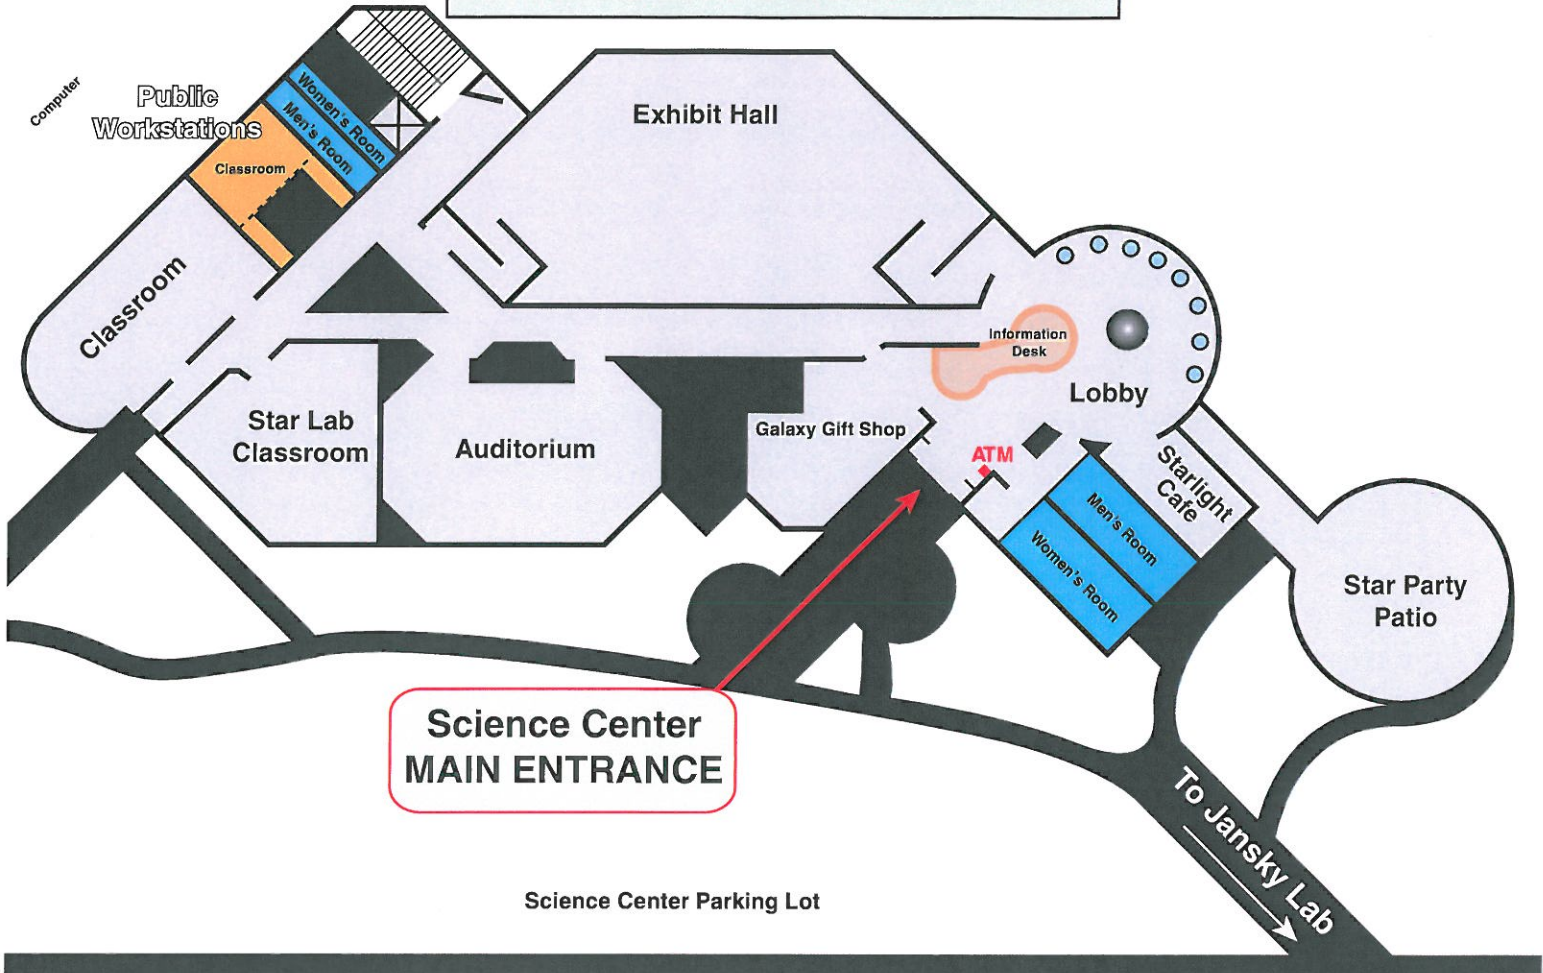 Computer
Public
Workstations
Women's Room
Men's Room
Classroom
Classroom
Exhibit Hall
Information
Desk
Lobby
Star Lab
Classroom
Auditorium
Galaxy Gift Shop
ATM
Starlight
Cafe
Men's Room
Women's Room
Star Party
Patio
Science Center
MAIN ENTRANCE
To Jansky Lab
Science Center Parking Lot